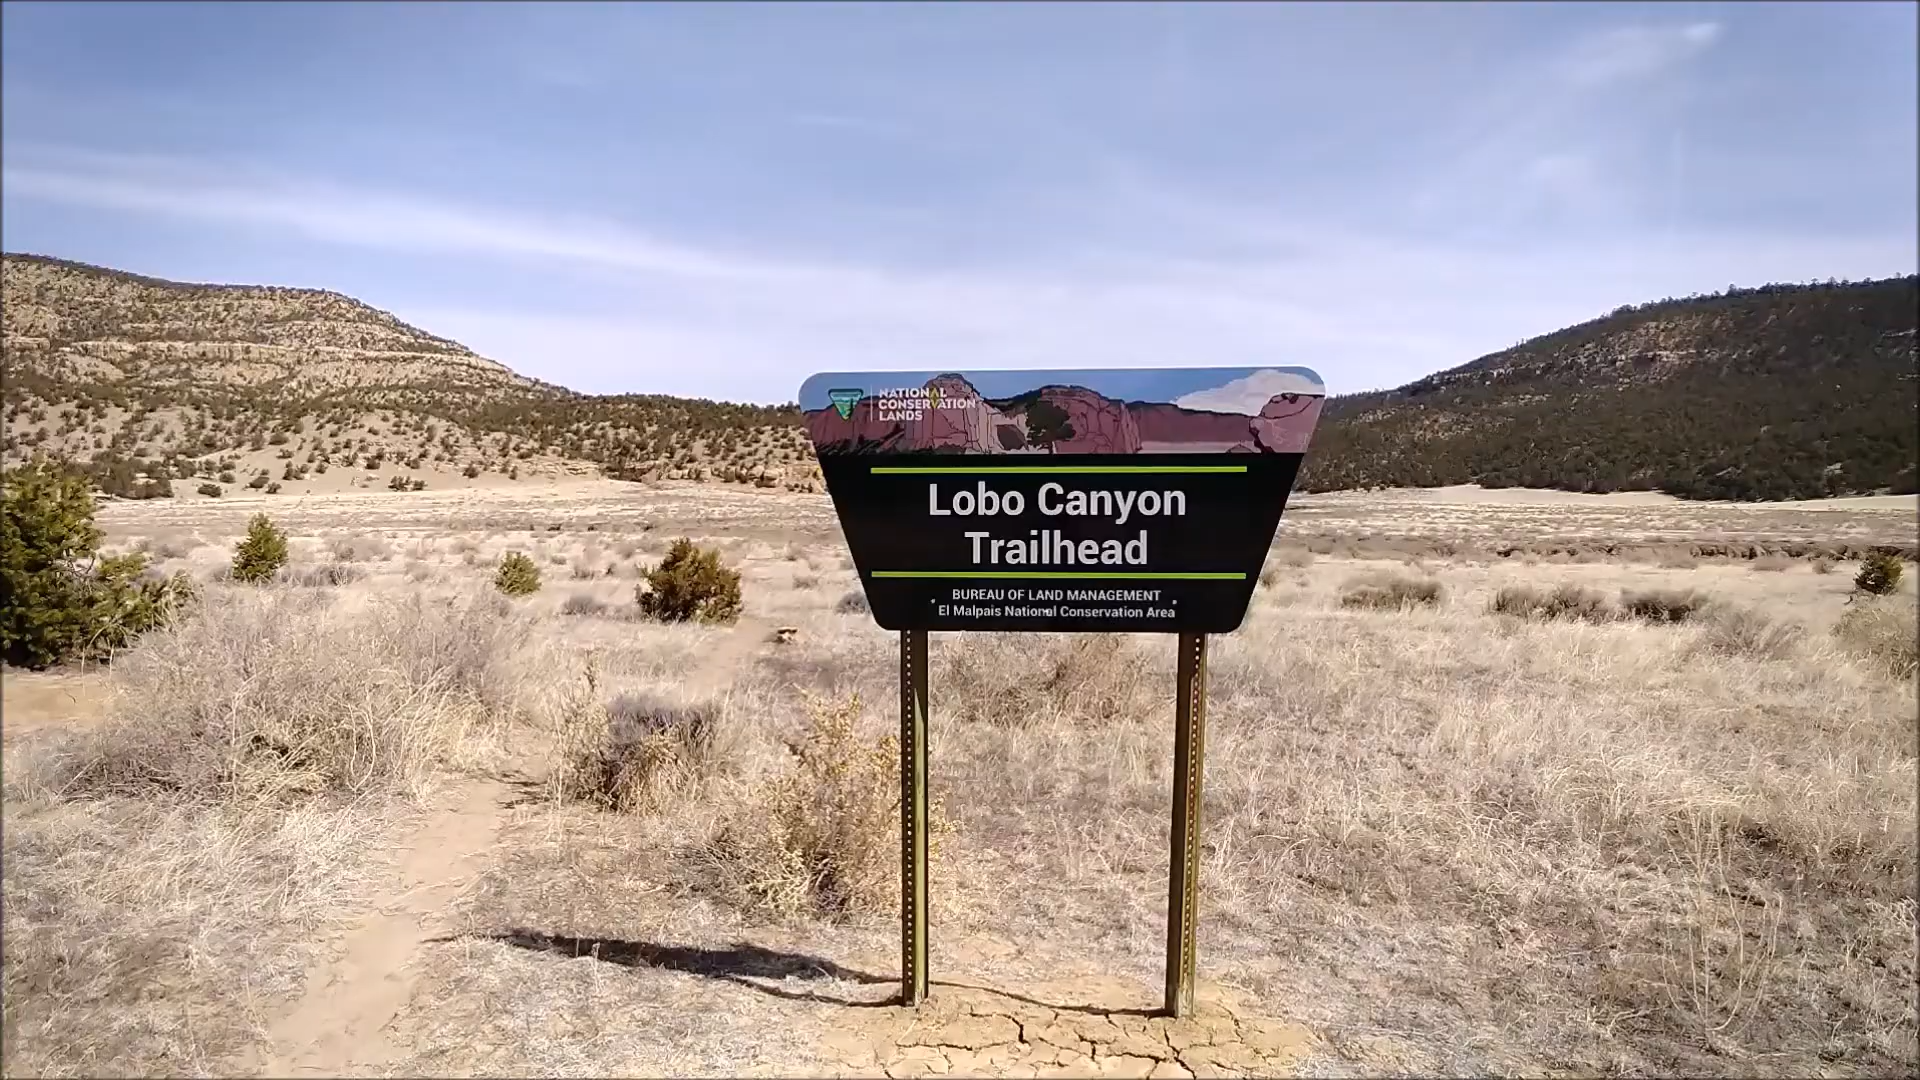 NATIONAL
CONSERVATION
LANDS
Lobo Canyon
Trailhead
BUREAU OF LAND MANAGEMENT
El Malpais National Conservation Area